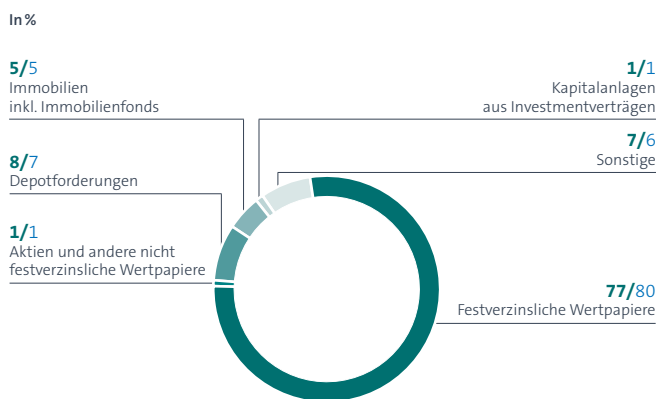 In %
5/5
Immobilien
inkl. Immobilienfonds
8/7
Depotforderungen
1/1
Aktien und andere nicht
festverzinsliche Wertpapiere
1/1
Kapitalanlagen
aus Investmentverträgen
7/6
Sonstige
77/80
Festverzinsliche Wertpapiere